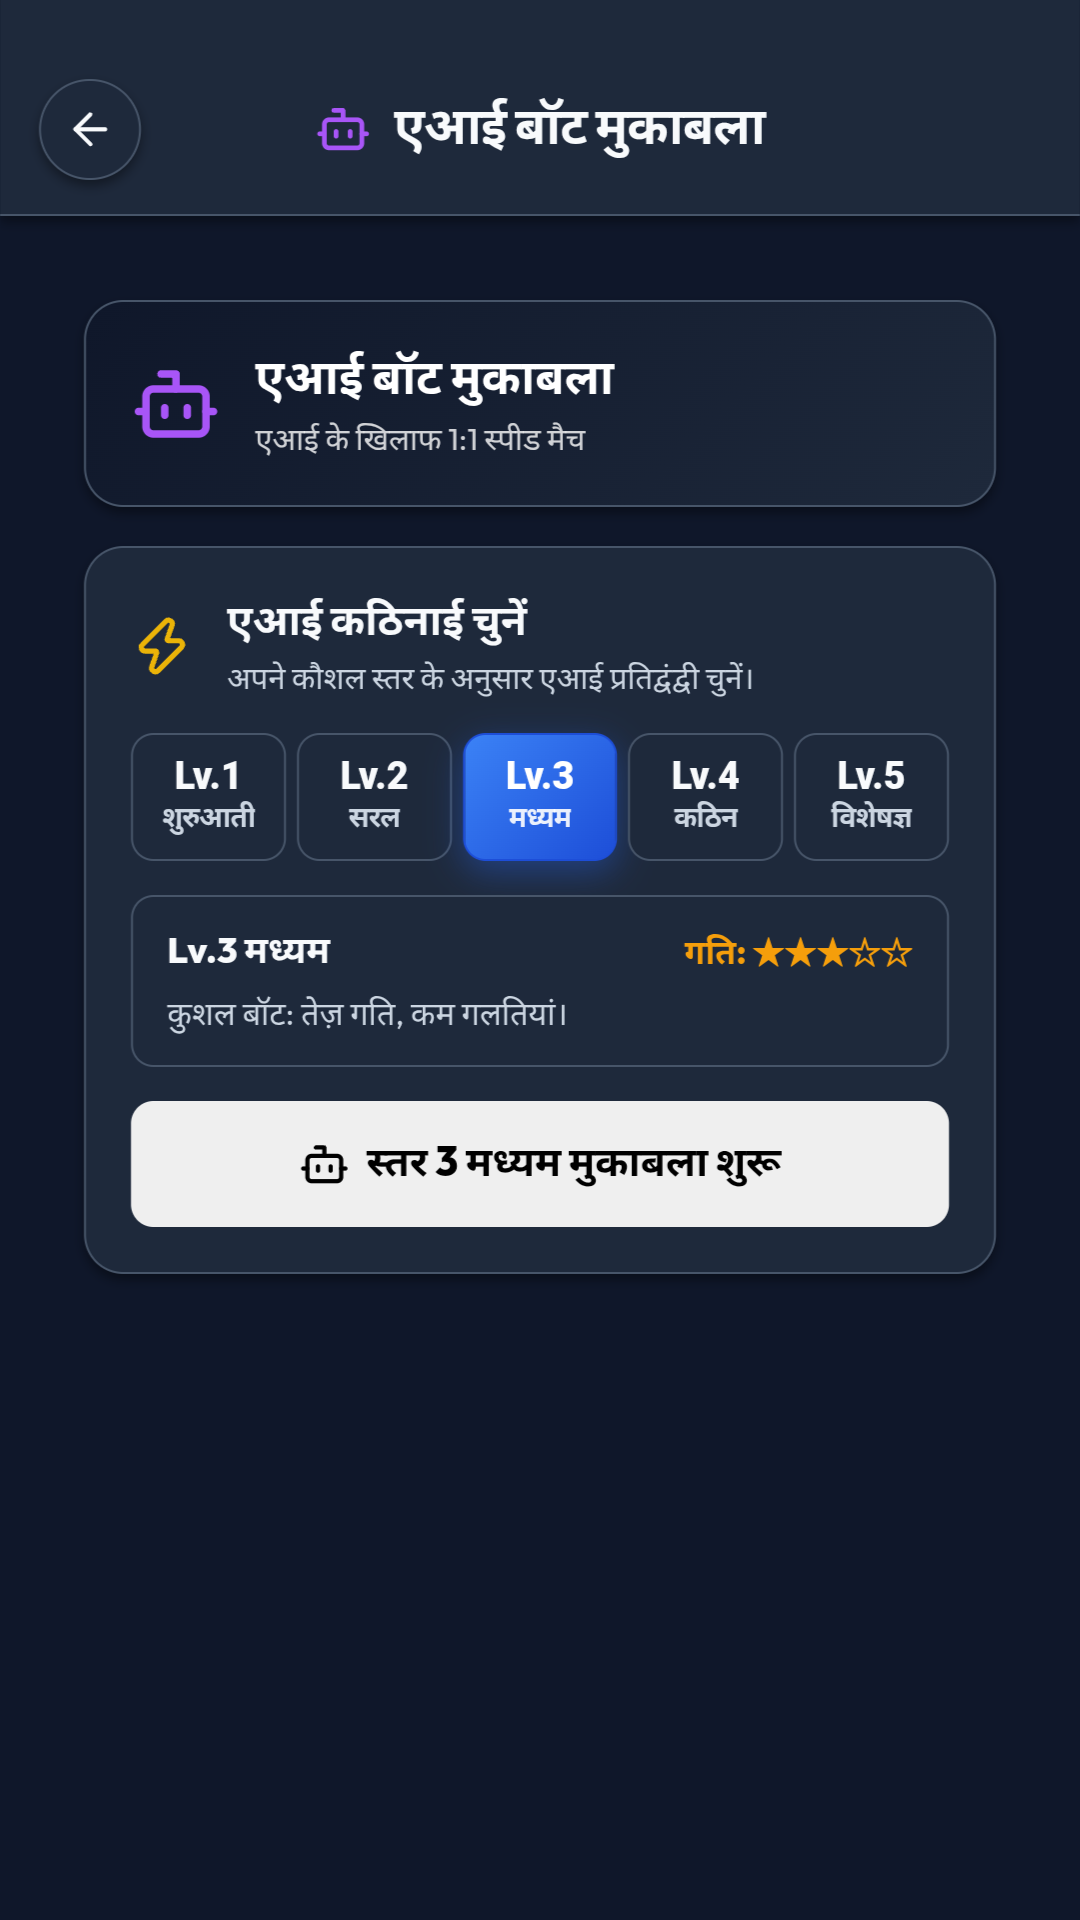 एआई बॉट मुकाबला
एआई बॉट मुकाबला
एआई के खिलाफ 1:1 स्पीड मैच
एआई कठिनाई चुनें
अपने कौशल स्तर के अनुसार एआई प्रतिद्वंद्वी चुनें।
Lv.1 Lv.2 Lv.3 Lv.4 Lv.5
शुरुआती सरल मध्यम कठिन विशेषज्ञ
Lv.3 मध्यम गति: ★★★☆☆
कुशल बॉट: तेज़ गति, कम गलतियां।
स्तर 3 मध्यम मुकाबला शुरू